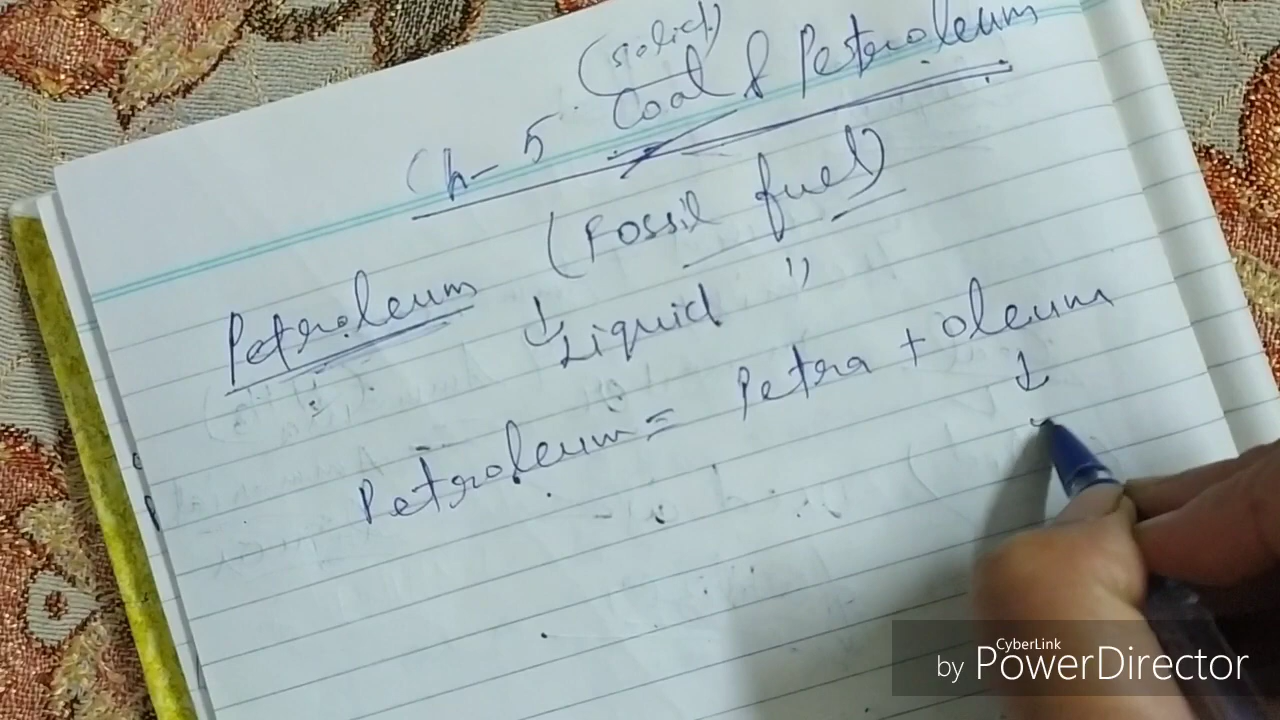 (solid)
Ch- 5 Coal & Petroleum
(Fossil fuel)
Petroleum
↓
Liquid "
Petroleum = Petra + oleum
↓
CyberLink
by PowerDirector